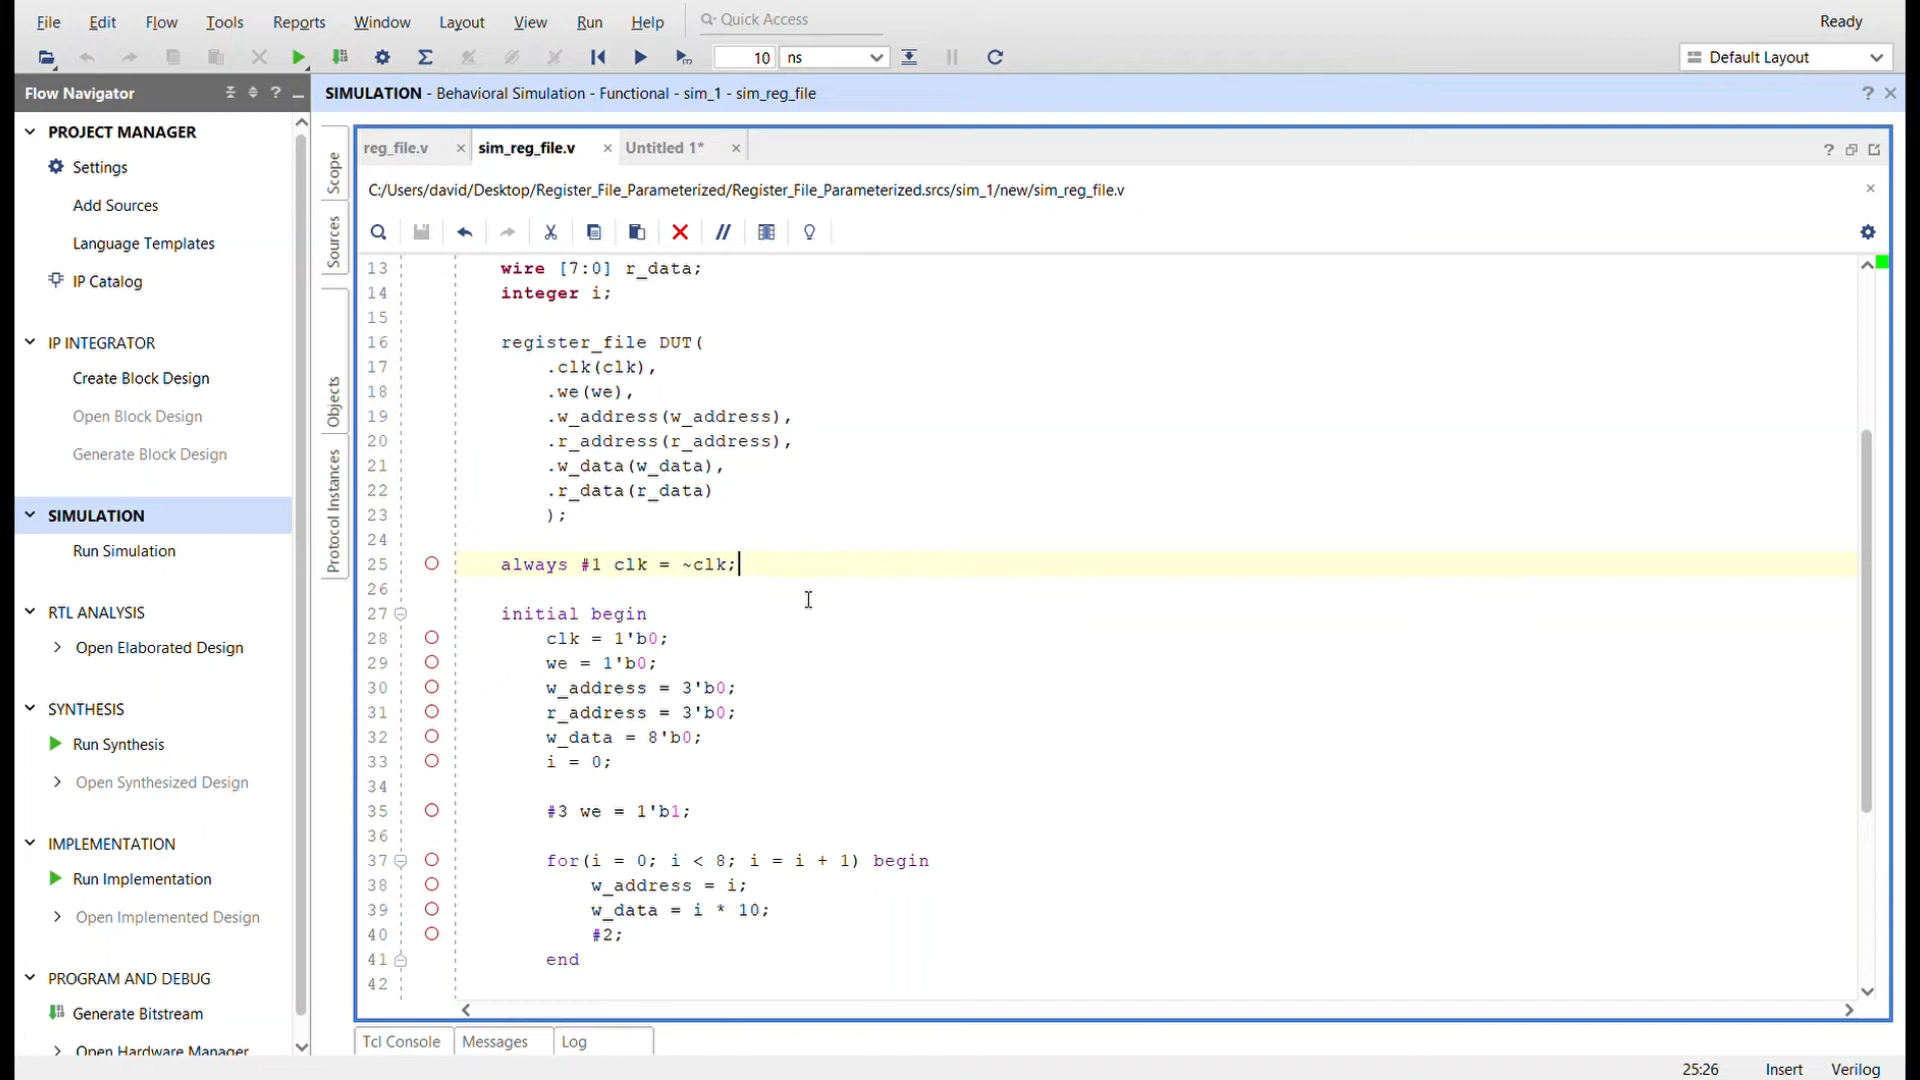 File Edit Flow Tools Reports Window Layout View Run Help Quick Access Ready
10 ns Default Layout
Flow Navigator
SIMULATION - Behavioral Simulation - Functional - sim_1 - sim_reg_file
PROJECT MANAGER
Settings
Add Sources
Language Templates
IP Catalog
IP INTEGRATOR
Create Block Design
Open Block Design
Generate Block Design
SIMULATION
Run Simulation
RTL ANALYSIS
Open Elaborated Design
SYNTHESIS
Run Synthesis
Open Synthesized Design
IMPLEMENTATION
Run Implementation
Open Implemented Design
PROGRAM AND DEBUG
Generate Bitstream
Open Hardware Manager
Scope
Sources
Objects
Protocol Instances
reg_file.v sim_reg_file.v Untitled 1*
C:/Users/david/Desktop/Register_File_Parameterized/Register_File_Parameterized.srcs/sim_1/new/sim_reg_file.v
13 wire [7:0] r_data;
14 integer i;
15
16 register_file DUT(
17 .clk(clk),
18 .we(we),
19 .w_address(w_address),
20 .r_address(r_address),
21 .w_data(w_data),
22 .r_data(r_data)
23 );
24
25 always #1 clk = ~clk;
26
27 initial begin
28 clk = 1'b0;
29 we = 1'b0;
30 w_address = 3'b0;
31 r_address = 3'b0;
32 w_data = 8'b0;
33 i = 0;
34
35 #3 we = 1'b1;
36
37 for(i = 0; i < 8; i = i + 1) begin
38 w_address = i;
39 w_data = i * 10;
40 #2;
41 end
42
Tcl Console Messages Log
25:26 Insert Verilog